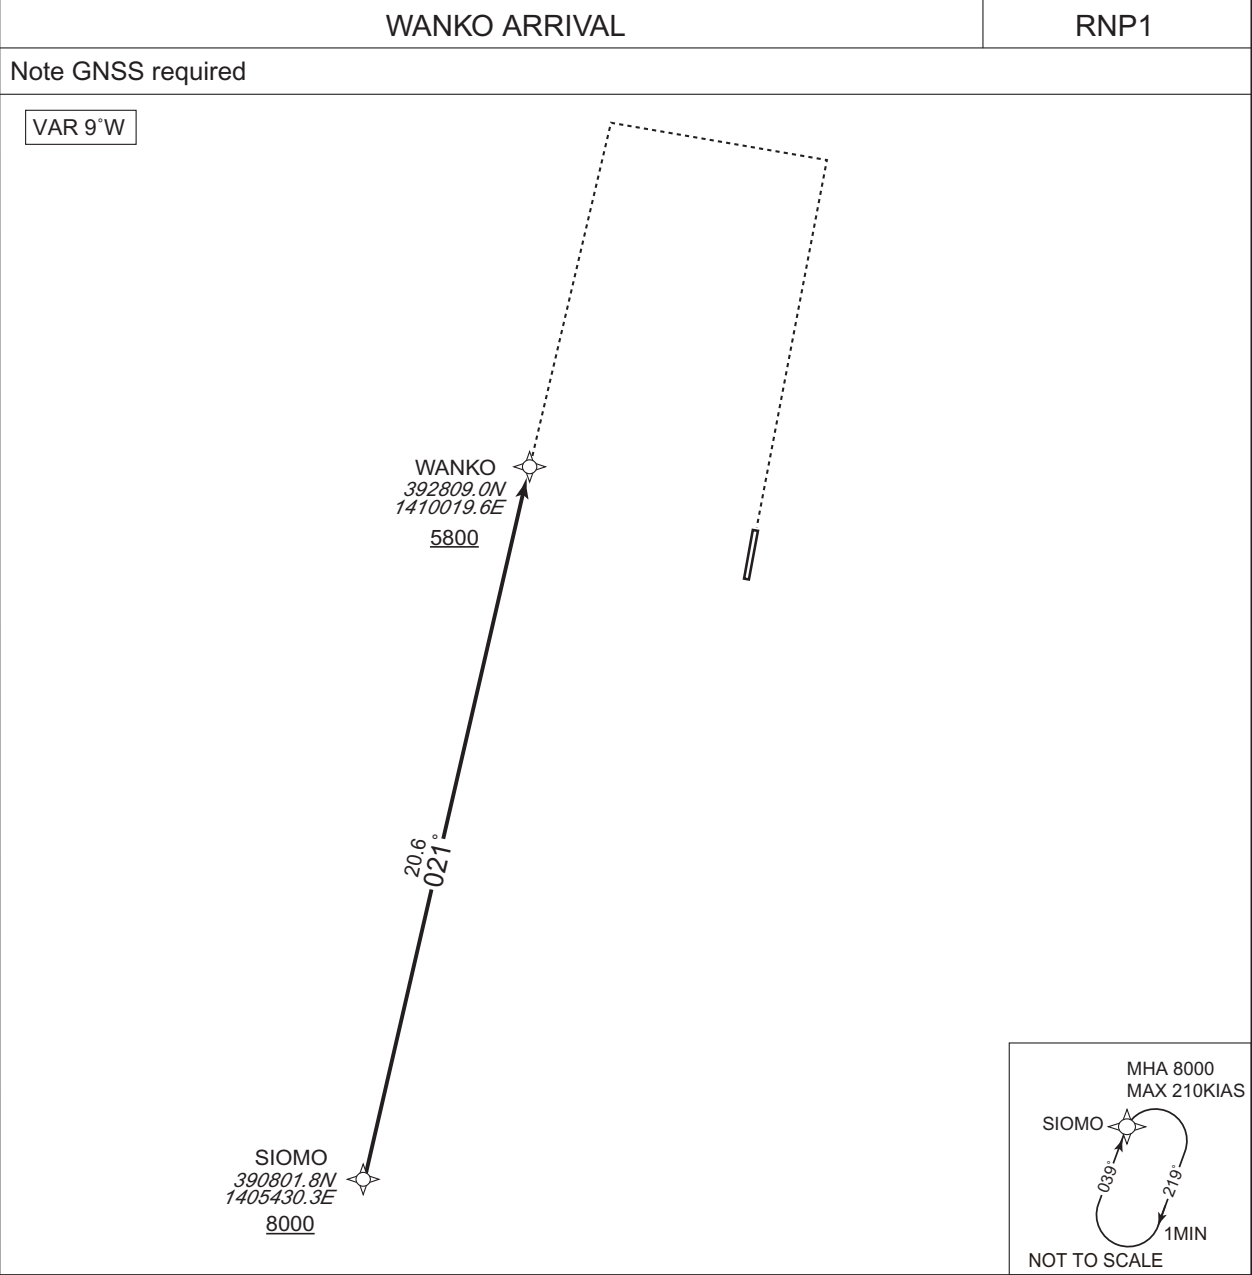 WANKO ARRIVAL
RNP1
Note GNSS required
VAR 9°W
WANKO
392809.0N
1410019.6E
5800
20.6
021°
SIOMO
390801.8N
1405430.3E
8000
MHA 8000
MAX 210KIAS
SIOMO
039°
219°
1MIN
NOT TO SCALE